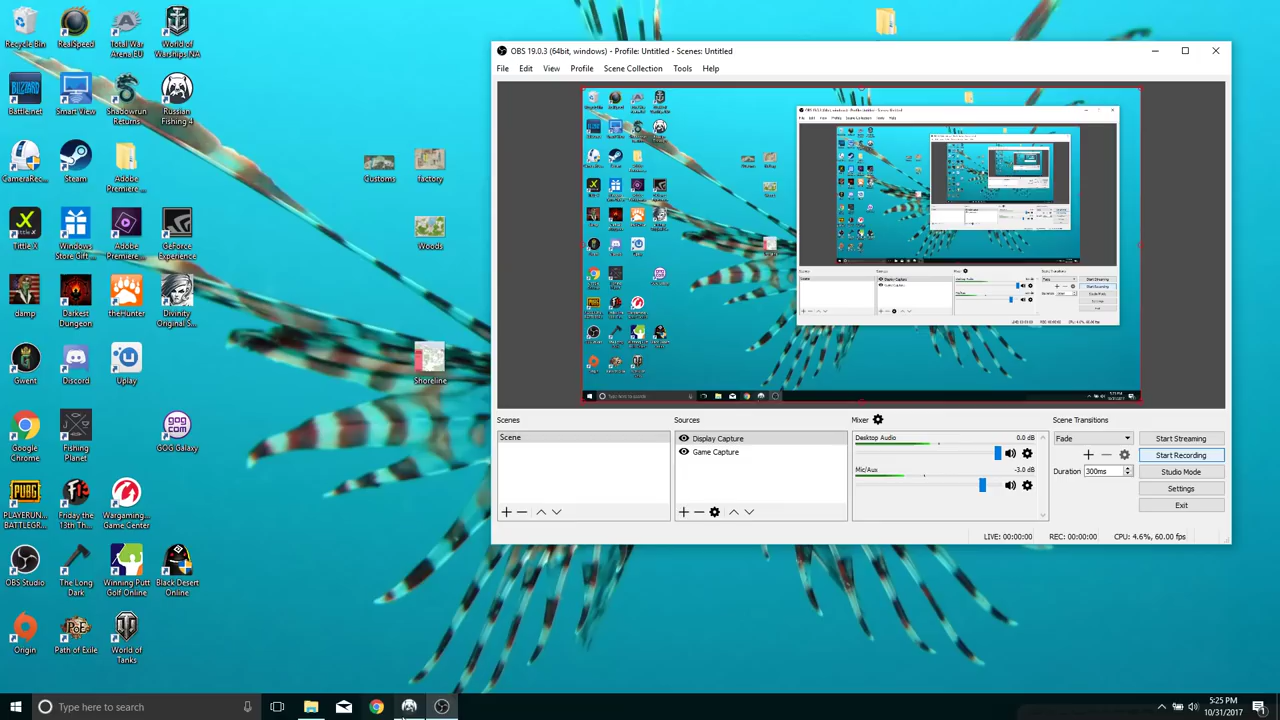 Recycle Bin
RealSpeed
Total War Arena EU
World of Warships NA
Battle.net
Smart View
Shadowrun Returns
Russian Fishing 4
CameraRec...
Steam
Adobe Premiere...
Customs
factory
Tittle X
Windows Store Gift ...
Adobe Premiere...
GeForce Experience
Woods
damp
Darkest Dungeon
theHunter
Divinity Original S...
Gwent
Discord
Uplay
Shoreline
Google Chrome
Fishing Planet
GOG Galaxy
PLAYERUN... BATTLEGR...
Friday the 13th Th...
Wargaming... Game Center
OBS Studio
The Long Dark
Winning Putt Golf Online
Black Desert Online
Origin
Path of Exile
World of Tanks
OBS 19.0.3 (64bit, windows) - Profile: Untitled - Scenes: Untitled
File Edit View Profile Scene Collection Tools Help
Scenes
Sources
Mixer
Scene Transitions
Scene
Display Capture
Game Capture
Desktop Audio 0.0 dB
Mic/Aux -3.0 dB
Fade
Duration 300ms
Start Streaming
Start Recording
Studio Mode
Settings
Exit
LIVE: 00:00:00 REC: 00:00:00 CPU: 4.6%, 60.00 fps
Type here to search
5:25 PM
10/31/2017